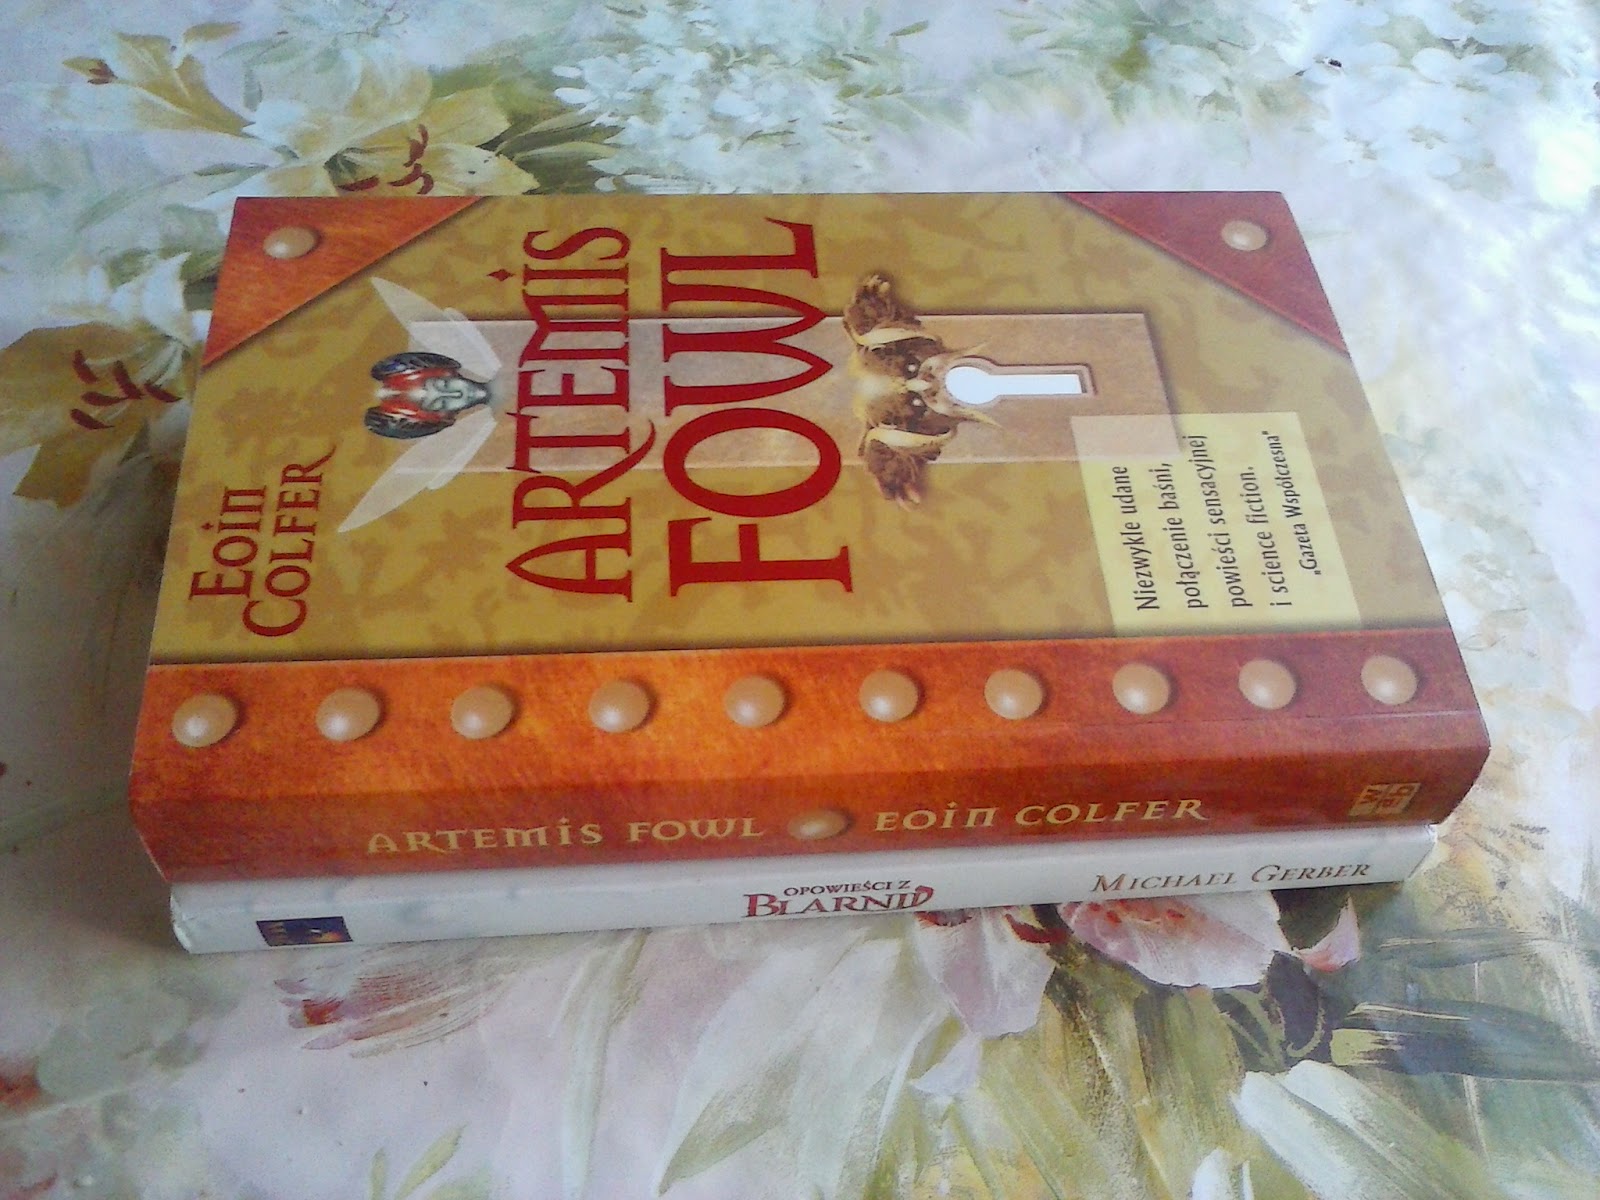 EOIN
COLFER
ARTEMIS
FOWL
Niezwykle udane
połączenie baśni,
powieści sensacyjnej
i science fiction.
„Gazeta Współczesna”
ARTEMIS FOWL EOIN COLFER
W
a b
OPOWIEŚCI Z
BLARNII
MICHAEL GERBER